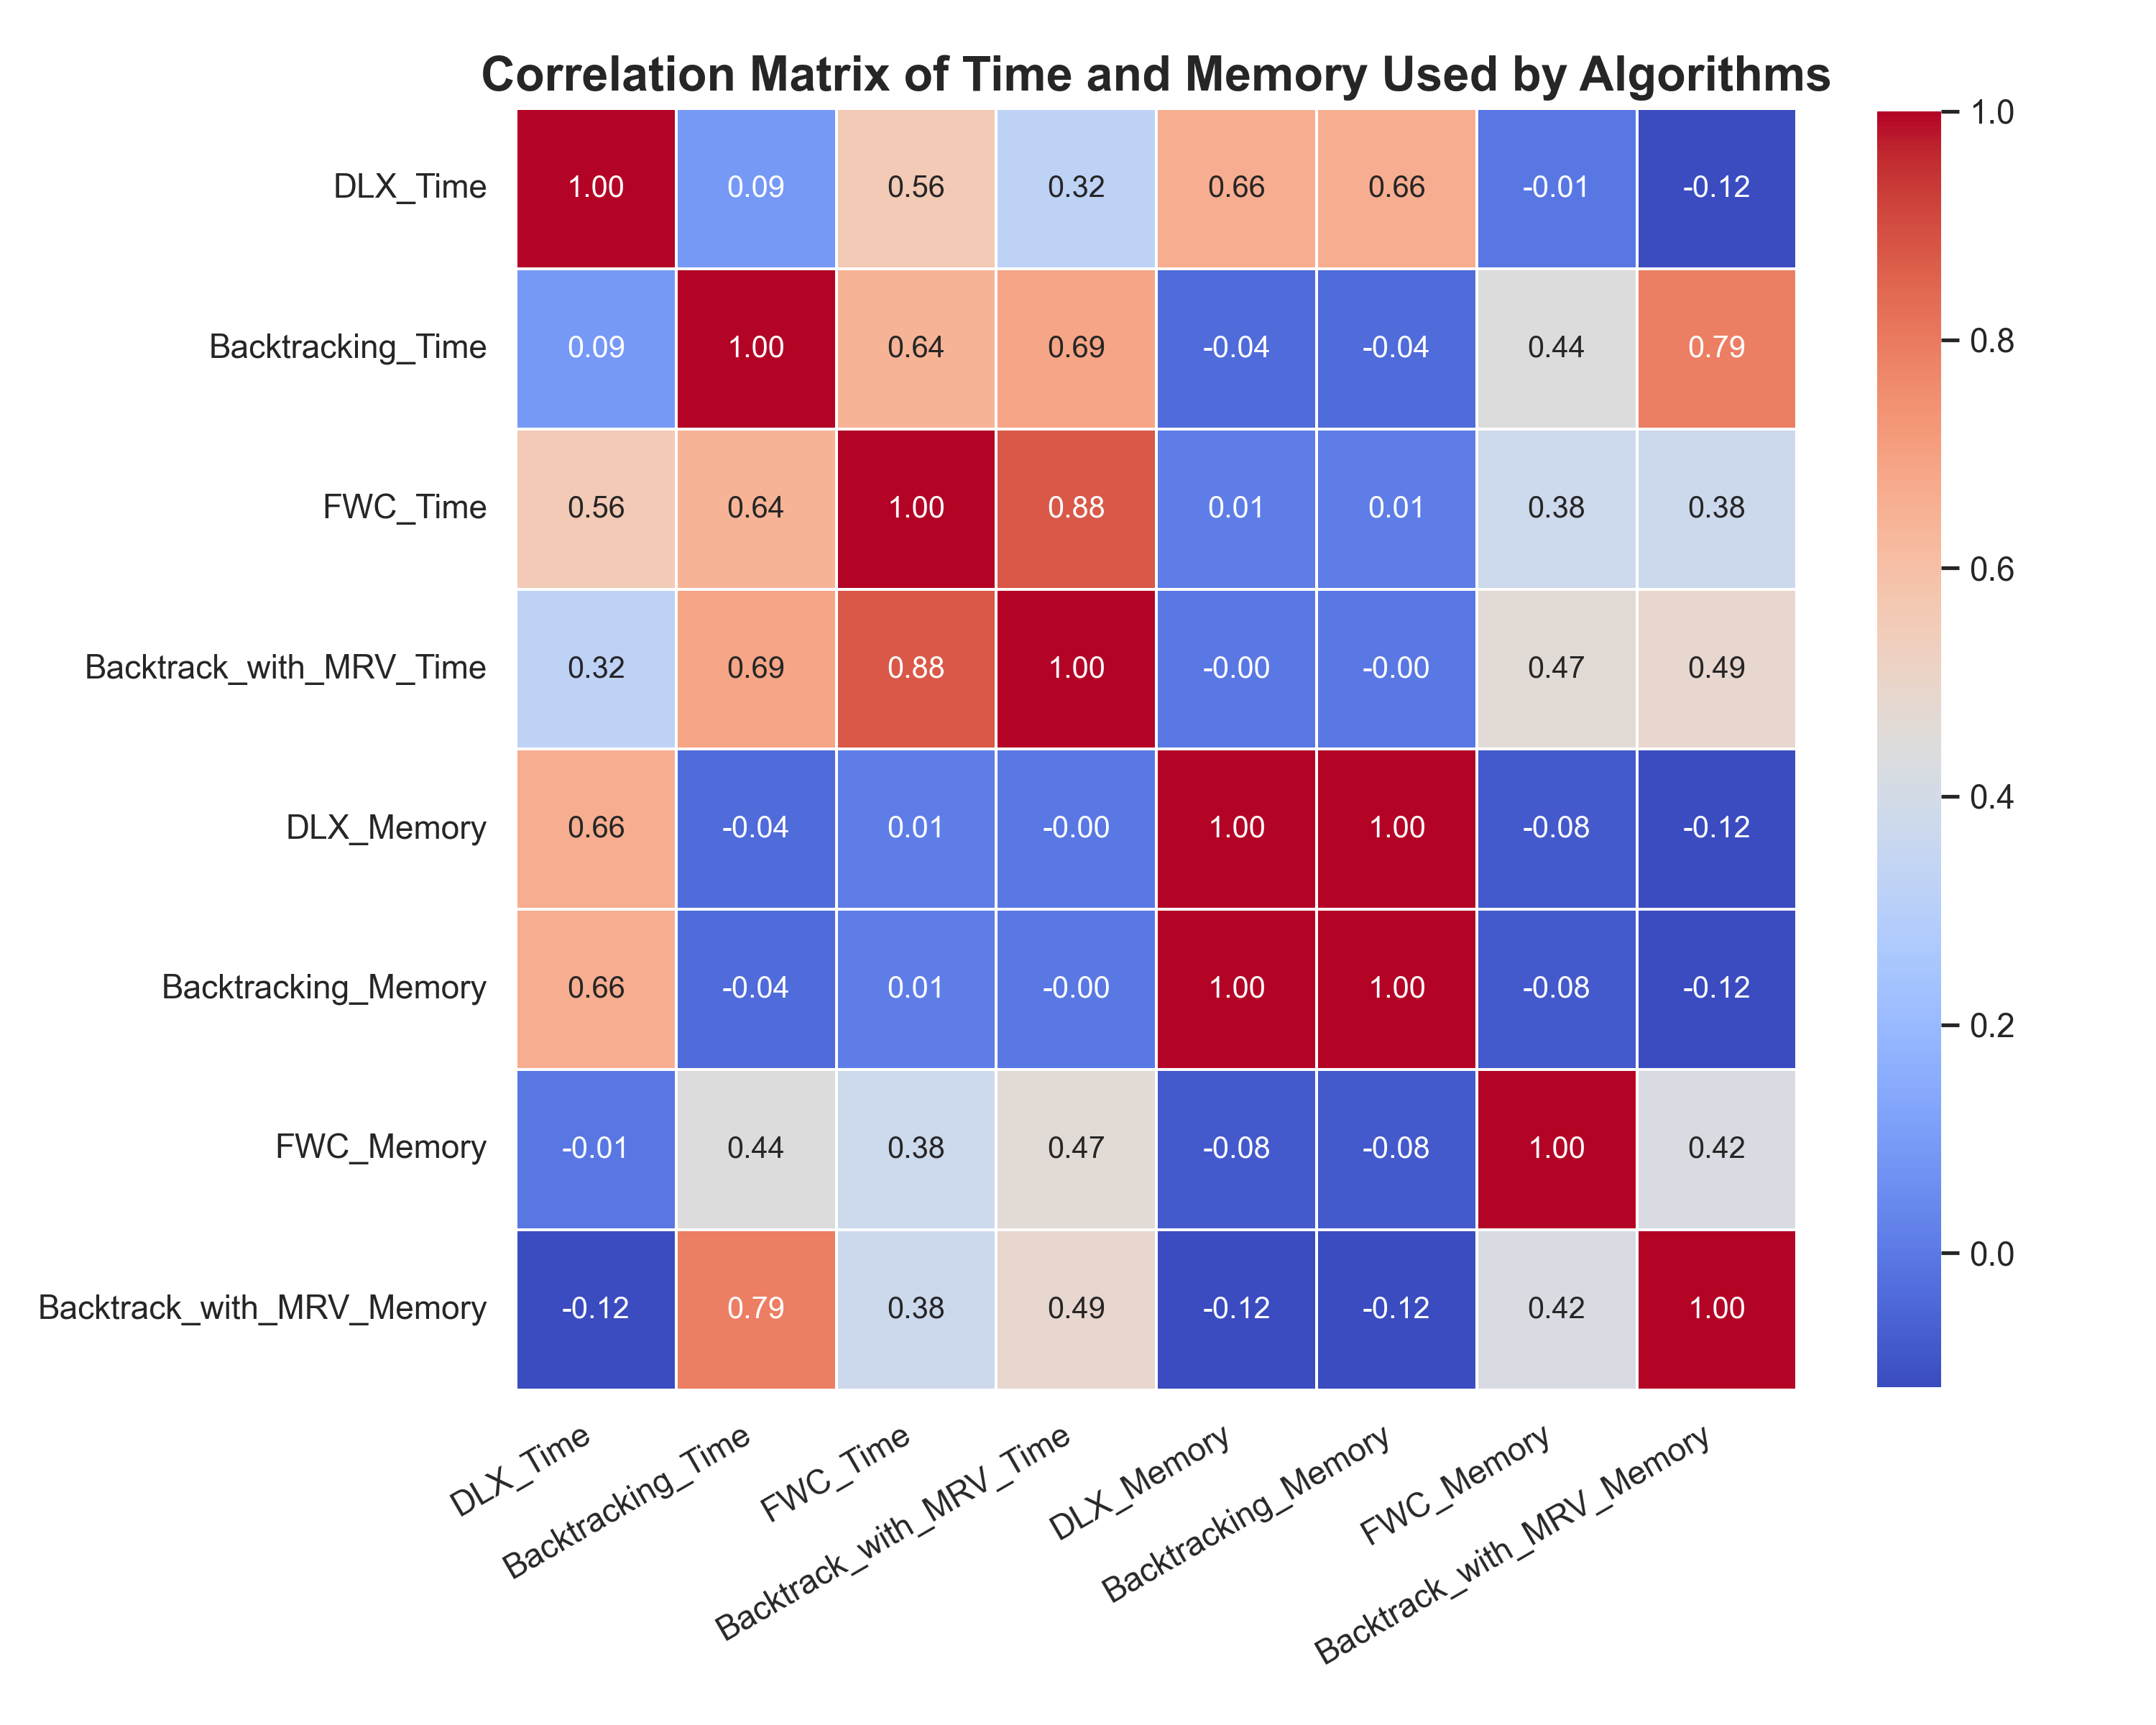 Correlation Matrix of Time and Memory Used by Algorithms
DLX_Time 1.00 0.09 0.56 0.32 0.66 0.66 -0.01 -0.12
Backtracking_Time 0.09 1.00 0.64 0.69 -0.04 -0.04 0.44 0.79
FWC_Time 0.56 0.64 1.00 0.88 0.01 0.01 0.38 0.38
Backtrack_with_MRV_Time 0.32 0.69 0.88 1.00 -0.00 -0.00 0.47 0.49
DLX_Memory 0.66 -0.04 0.01 -0.00 1.00 1.00 -0.08 -0.12
Backtracking_Memory 0.66 -0.04 0.01 -0.00 1.00 1.00 -0.08 -0.12
FWC_Memory -0.01 0.44 0.38 0.47 -0.08 -0.08 1.00 0.42
Backtrack_with_MRV_Memory -0.12 0.79 0.38 0.49 -0.12 -0.12 0.42 1.00
DLX_Time
Backtracking_Time
FWC_Time
Backtrack_with_MRV_Time
DLX_Memory
Backtracking_Memory
FWC_Memory
Backtrack_with_MRV_Memory
1.0
0.8
0.6
0.4
0.2
0.0